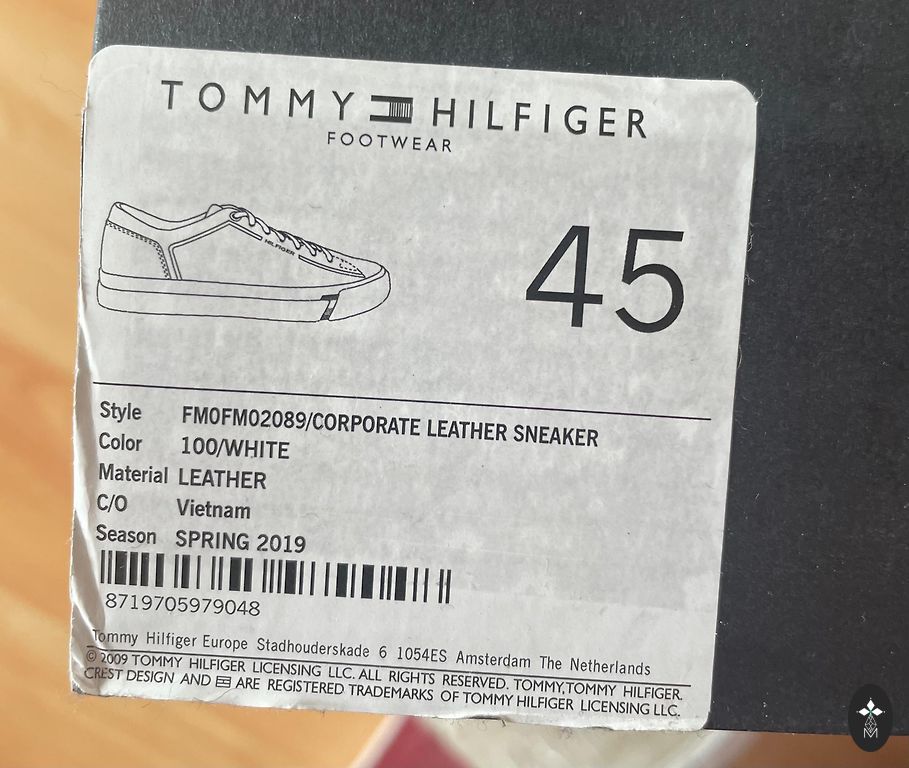 TOMMY HILFIGER
FOOTWEAR
HILFIGER
45
Style FM0FM02089/CORPORATE LEATHER SNEAKER
Color 100/WHITE
Material LEATHER
C/O Vietnam
Season SPRING 2019
8719705979048
Tommy Hilfiger Europe Stadhouderskade 6 1054ES Amsterdam The Netherlands
© 2009 TOMMY HILFIGER LICENSING LLC. ALL RIGHTS RESERVED. TOMMY,TOMMY HILFIGER.
CREST DESIGN AND ARE REGISTERED TRADEMARKS OF TOMMY HILFIGER LICENSING LLC.
M